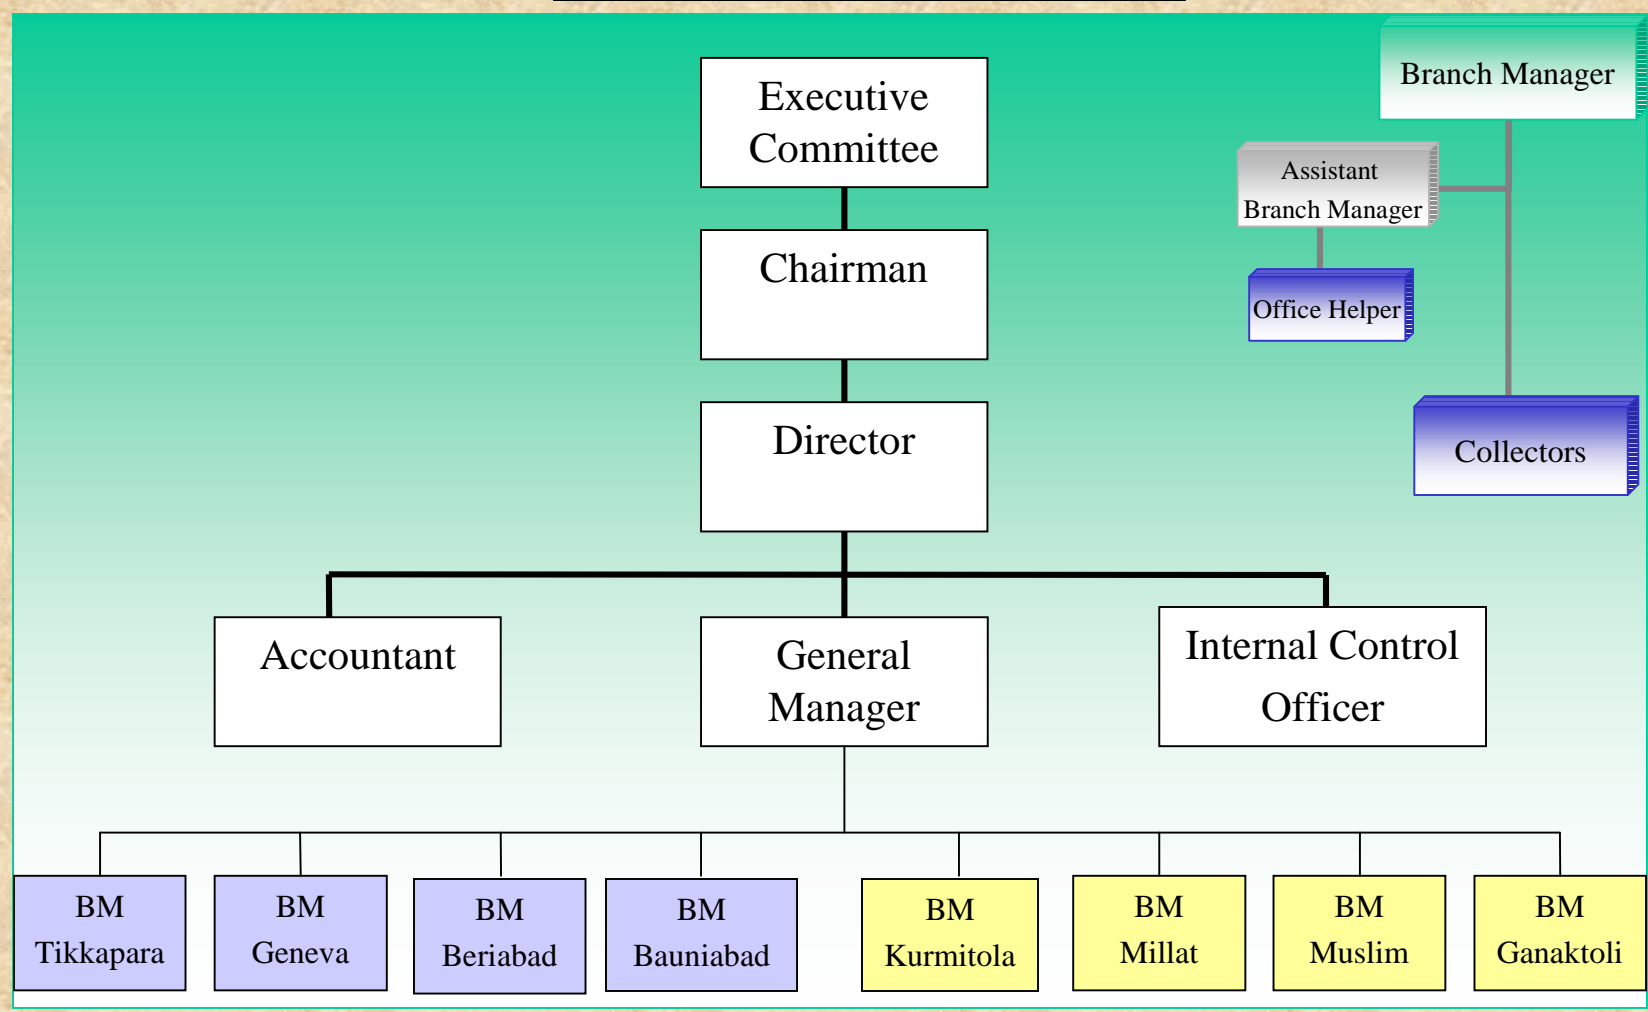 Executive
Committee
Branch Manager
Assistant
Branch Manager
Chairman
Office Helper
Director
Collectors
Accountant
General
Manager
Internal Control
Officer
BM
Tikkapara
BM
Geneva
BM
Beriabad
BM
Bauniabad
BM
Kurmitola
BM
Millat
BM
Muslim
BM
Ganaktoli